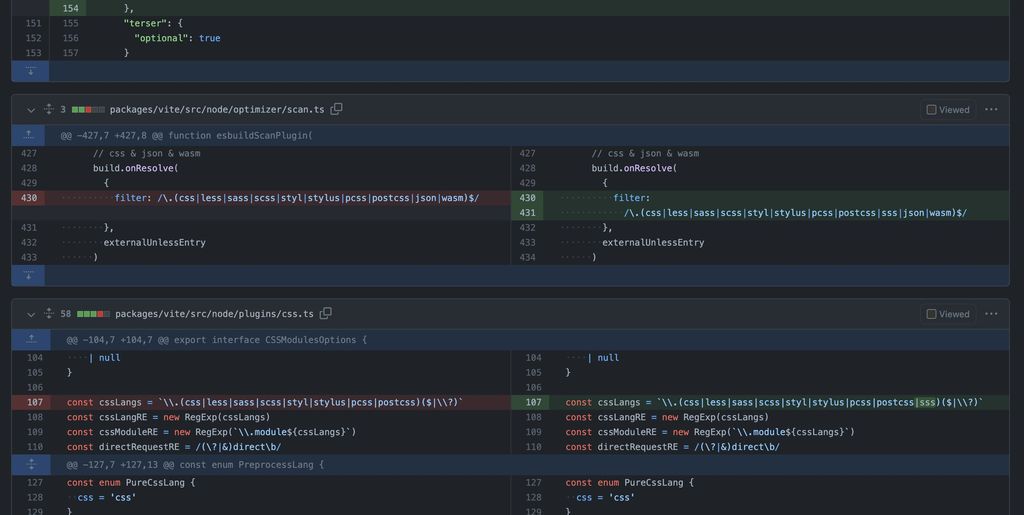 154 },
151 155 "terser": {
152 156 "optional": true
153 157 }
3 packages/vite/src/node/optimizer/scan.ts Viewed ...
@@ -427,7 +427,8 @@ function esbuildScanPlugin(
427 // css & json & wasm 427 // css & json & wasm
428 build.onResolve( 428 build.onResolve(
429 { 429 {
430 filter: /\.(css|less|sass|scss|styl|stylus|pcss|postcss|json|wasm)$/ 430 filter:
431 /\.(css|less|sass|scss|styl|stylus|pcss|postcss|sss|json|wasm)$/
431 }, 432 },
432 externalUnlessEntry 433 externalUnlessEntry
433 ) 434 )
58 packages/vite/src/node/plugins/css.ts Viewed ...
@@ -104,7 +104,7 @@ export interface CSSModulesOptions {
104 | null 104 | null
105 } 105 }
106 106
107 const cssLangs = `\\.(css|less|sass|scss|styl|stylus|pcss|postcss)($|\\?)` 107 const cssLangs = `\\.(css|less|sass|scss|styl|stylus|pcss|postcss|sss)($|\\?)`
108 const cssLangRE = new RegExp(cssLangs) 108 const cssLangRE = new RegExp(cssLangs)
109 const cssModuleRE = new RegExp(`\\.module${cssLangs}`) 109 const cssModuleRE = new RegExp(`\\.module${cssLangs}`)
110 const directRequestRE = /(\?|&)direct\b/ 110 const directRequestRE = /(\?|&)direct\b/
@@ -127,7 +127,13 @@ const enum PreprocessLang {
127 const enum PureCssLang { 127 const enum PureCssLang {
128 css = 'css' 128 css = 'css'
129 } 129 }